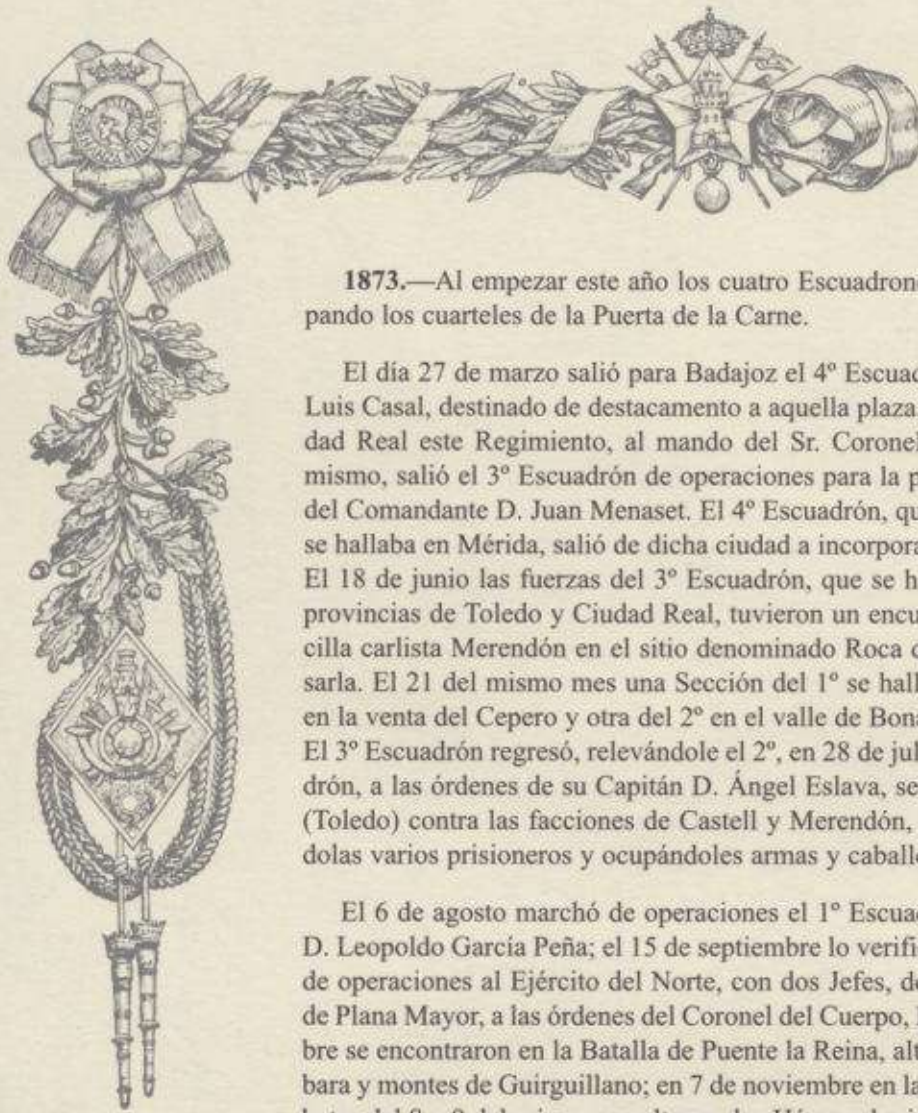 1873.—Al empezar este año los cuatro Escuadron
pando los cuarteles de la Puerta de la Carne.
El día 27 de marzo salió para Badajoz el 4º Escuad
Luis Casal, destinado de destacamento a aquella plaza
dad Real este Regimiento, al mando del Sr. Coronel
mismo, salió el 3º Escuadrón de operaciones para la p
del Comandante D. Juan Menaset. El 4º Escuadrón, qu
se hallaba en Mérida, salió de dicha ciudad a incorpora
El 18 de junio las fuerzas del 3º Escuadrón, que se h
provincias de Toledo y Ciudad Real, tuvieron un encu
cilla carlista Merendón en el sitio denominado Roca
sarla. El 21 del mismo mes una Sección del 1º se hall
en la venta del Cepero y otra del 2º en el valle de Bona
El 3º Escuadrón regresó, relevándole el 2º, en 28 de jul
drón, a las órdenes de su Capitán D. Ángel Eslava, se
(Toledo) contra las facciones de Castell y Merendón,
dolas varios prisioneros y ocupándoles armas y caball
El 6 de agosto marchó de operaciones el 1º Escua
D. Leopoldo García Peña; el 15 de septiembre lo verifi
de operaciones al Ejército del Norte, con dos Jefes, d
de Plana Mayor, a las órdenes del Coronel del Cuerpo,
bre se encontraron en la Batalla de Puente la Reina, alt
bara y montes de Guirguillano; en 7 de noviembre en la